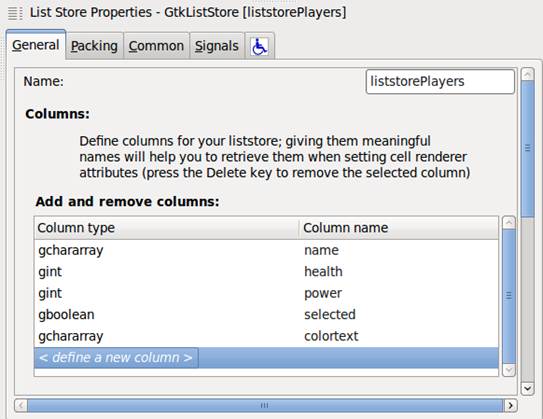 List Store Properties - GtkListStore [liststorePlayers]
General Packing Common Signals
Name: liststorePlayers
Columns:
Define columns for your liststore; giving them meaningful
names will help you to retrieve them when setting cell renderer
attributes (press the Delete key to remove the selected column)
Add and remove columns:
Column type Column name
gchararray name
gint health
gint power
gboolean selected
gchararray colortext
< define a new column >